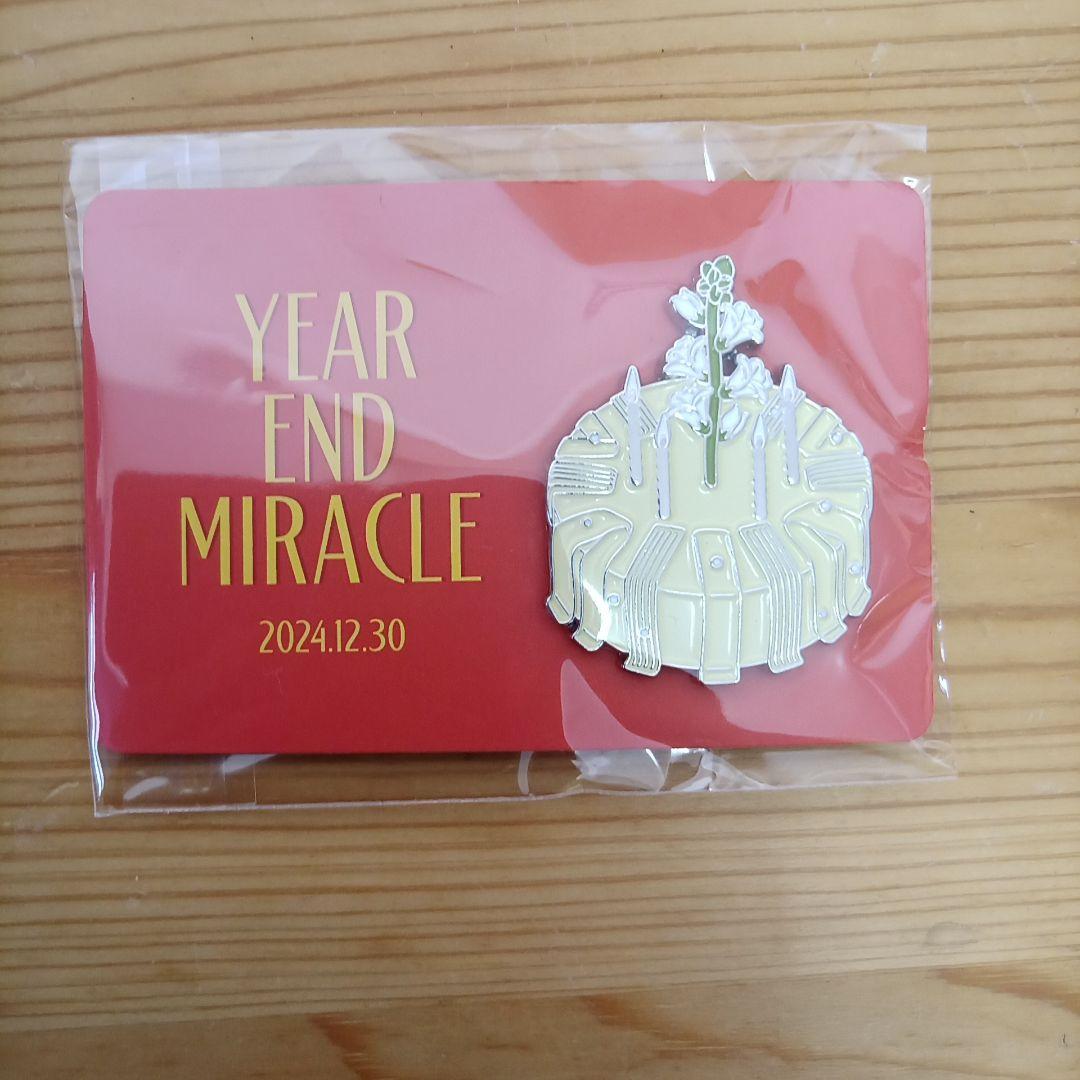 YEAR
END
MIRACLE
2024.12.30